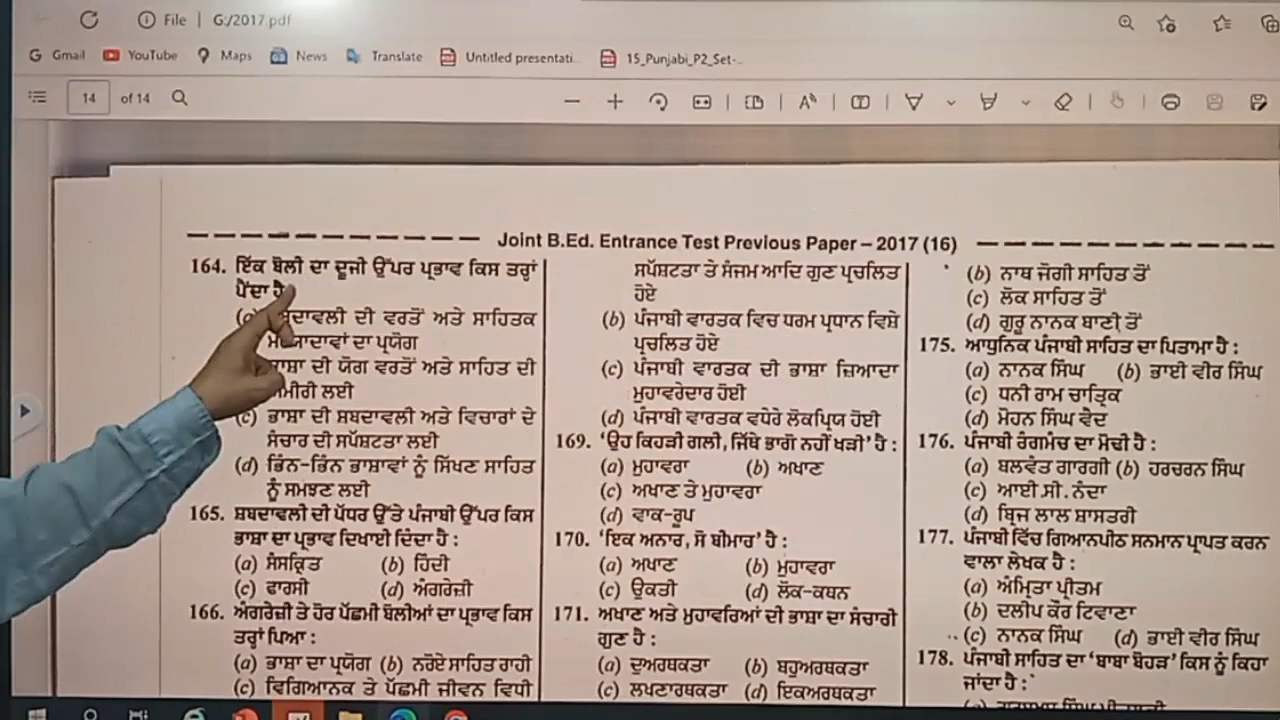 File | G:/2017.pdf
Gmail YouTube Maps News Translate Untitled presentati... 15_Punjabi_P2_Set-...
14 of 14
Joint B.Ed. Entrance Test Previous Paper – 2017 (16)
164. ਇੱਕ ਬੋਲੀ ਦਾ ਦੂਜੀ ਉੱਪਰ ਪ੍ਰਭਾਵ ਕਿਸ ਤਰ੍ਹਾਂ
ਪੈਂਦਾ ਹੈ
ਦੀ ਵਰਤੋਂ ਅਤੇ ਸਾਹਿਤਕ
ਦਾ ਪ੍ਰਯੋਗ
ਦੀ ਯੋਗ ਵਰਤੋਂ ਅਤੇ ਸਾਹਿਤ ਦੀ
ਲਈ
(c) ਭਾਸ਼ਾ ਦੀ ਸ਼ਬਦਾਵਲੀ ਅਤੇ ਵਿਚਾਰਾਂ ਦੇ
ਸੰਚਾਰ ਦੀ ਸਪੱਸ਼ਟਤਾ ਲਈ
(d) ਭਿੰਨ-ਭਿੰਨ ਭਾਸ਼ਾਵਾਂ ਨੂੰ ਸਿੱਖਣ ਸਾਹਿਤ
ਨੂੰ ਸਮਝਣ ਲਈ
165. ਸ਼ਬਦਾਵਲੀ ਦੀ ਪੱਧਰ ਉੱਤੇ ਪੰਜਾਬੀ ਉੱਪਰ ਕਿਸ
ਭਾਸ਼ਾ ਦਾ ਪ੍ਰਭਾਵ ਦਿਖਾਈ ਦਿੰਦਾ ਹੈ :
(a) ਸੰਸਕ੍ਰਿਤ (b) ਹਿੰਦੀ
(c) ਫਾਰਸੀ (d) ਅੰਗਰੇਜ਼ੀ
166. ਅੰਗਰੇਜ਼ੀ ਤੇ ਹੋਰ ਪੱਛਮੀ ਬੋਲੀਆਂ ਦਾ ਪ੍ਰਭਾਵ ਕਿਸ
ਤਰ੍ਹਾਂ ਪਿਆ :
(a) ਭਾਸ਼ਾ ਦਾ ਪ੍ਰਯੋਗ (b) ਨਰੋਏ ਸਾਹਿਤ ਰਾਹੀ
(c) ਵਿਗਿਆਨਕ ਤੇ ਪੱਛਮੀ ਜੀਵਨ ਵਿਧੀ
ਸਪੱਸ਼ਟਤਾ ਤੇ ਸੰਜਮ ਆਦਿ ਗੁਣ ਪ੍ਰਚਲਿਤ
ਹੋਏ
(b) ਪੰਜਾਬੀ ਵਾਰਤਕ ਵਿਚ ਧਰਮ ਪ੍ਰਧਾਨ ਵਿਸ਼ੇ
ਪ੍ਰਚਲਿਤ ਹੋਏ
(c) ਪੰਜਾਬੀ ਵਾਰਤਕ ਦੀ ਭਾਸ਼ਾ ਜ਼ਿਆਦਾ
ਮੁਹਾਵਰੇਦਾਰ ਹੋਈ
(d) ਪੰਜਾਬੀ ਵਾਰਤਕ ਵਧੇਰੇ ਲੋਕਪ੍ਰਿਯ ਹੋਈ
169. 'ਉਹ ਕਿਹੜੀ ਗਲੀ, ਜਿੱਥੇ ਭਾਗੋ ਨਹੀਂ ਖੜੀ' ਹੈ :
(a) ਮੁਹਾਵਰਾ (b) ਅਖਾਣ
(c) ਅਖਾਣ ਤੇ ਮੁਹਾਵਰਾ
(d) ਵਾਕ-ਰੂਪ
170. 'ਇਕ ਅਨਾਰ, ਸੌ ਬੀਮਾਰ' ਹੈ :
(a) ਅਖਾਣ (b) ਮੁਹਾਵਰਾ
(c) ਉਕਤੀ (d) ਲੋਕ-ਕਥਨ
171. ਅਖਾਣ ਅਤੇ ਮੁਹਾਵਰਿਆਂ ਦੀ ਭਾਸ਼ਾ ਦਾ ਸੰਚਾਰੀ
ਗੁਣ ਹੈ :
(a) ਦੁਅਰਥਕਤਾ (b) ਬਹੁਅਰਥਕਤਾ
(c) ਲਖਣਾਰਥਕਤਾ (d) ਇਕਅਰਥਕਤਾ
(b) ਨਾਥ ਜੋਗੀ ਸਾਹਿਤ ਤੋਂ
(c) ਲੋਕ ਸਾਹਿਤ ਤੋਂ
(d) ਗੁਰੂ ਨਾਨਕ ਬਾਣੀ ਤੋਂ
175. ਆਧੁਨਿਕ ਪੰਜਾਬੀ ਸਾਹਿਤ ਦਾ ਪਿਤਾਮਾ ਹੈ :
(a) ਨਾਨਕ ਸਿੰਘ (b) ਭਾਈ ਵੀਰ ਸਿੰਘ
(c) ਧਨੀ ਰਾਮ ਚਾਤ੍ਰਿਕ
(d) ਮੋਹਨ ਸਿੰਘ ਵੈਦ
176. ਪੰਜਾਬੀ ਰੰਗਮੰਚ ਦਾ ਮੋਢੀ ਹੈ :
(a) ਬਲਵੰਤ ਗਾਰਗੀ (b) ਹਰਚਰਨ ਸਿੰਘ
(c) ਆਈ.ਸੀ. ਨੰਦਾ
(d) ਬ੍ਰਿਜ ਲਾਲ ਸ਼ਾਸਤਰੀ
177. ਪੰਜਾਬੀ ਵਿੱਚ ਗਿਆਨਪੀਠ ਸਨਮਾਨ ਪ੍ਰਾਪਤ ਕਰਨ
ਵਾਲਾ ਲੇਖਕ ਹੈ :
(a) ਅੰਮ੍ਰਿਤਾ ਪ੍ਰੀਤਮ
(b) ਦਲੀਪ ਕੌਰ ਟਿਵਾਣਾ
(c) ਨਾਨਕ ਸਿੰਘ (d) ਭਾਈ ਵੀਰ ਸਿੰਘ
178. ਪੰਜਾਬੀ ਸਾਹਿਤ ਦਾ 'ਬਾਬਾ ਬੋਹੜ' ਕਿਸ ਨੂੰ ਕਿਹਾ
ਜਾਂਦਾ ਹੈ :